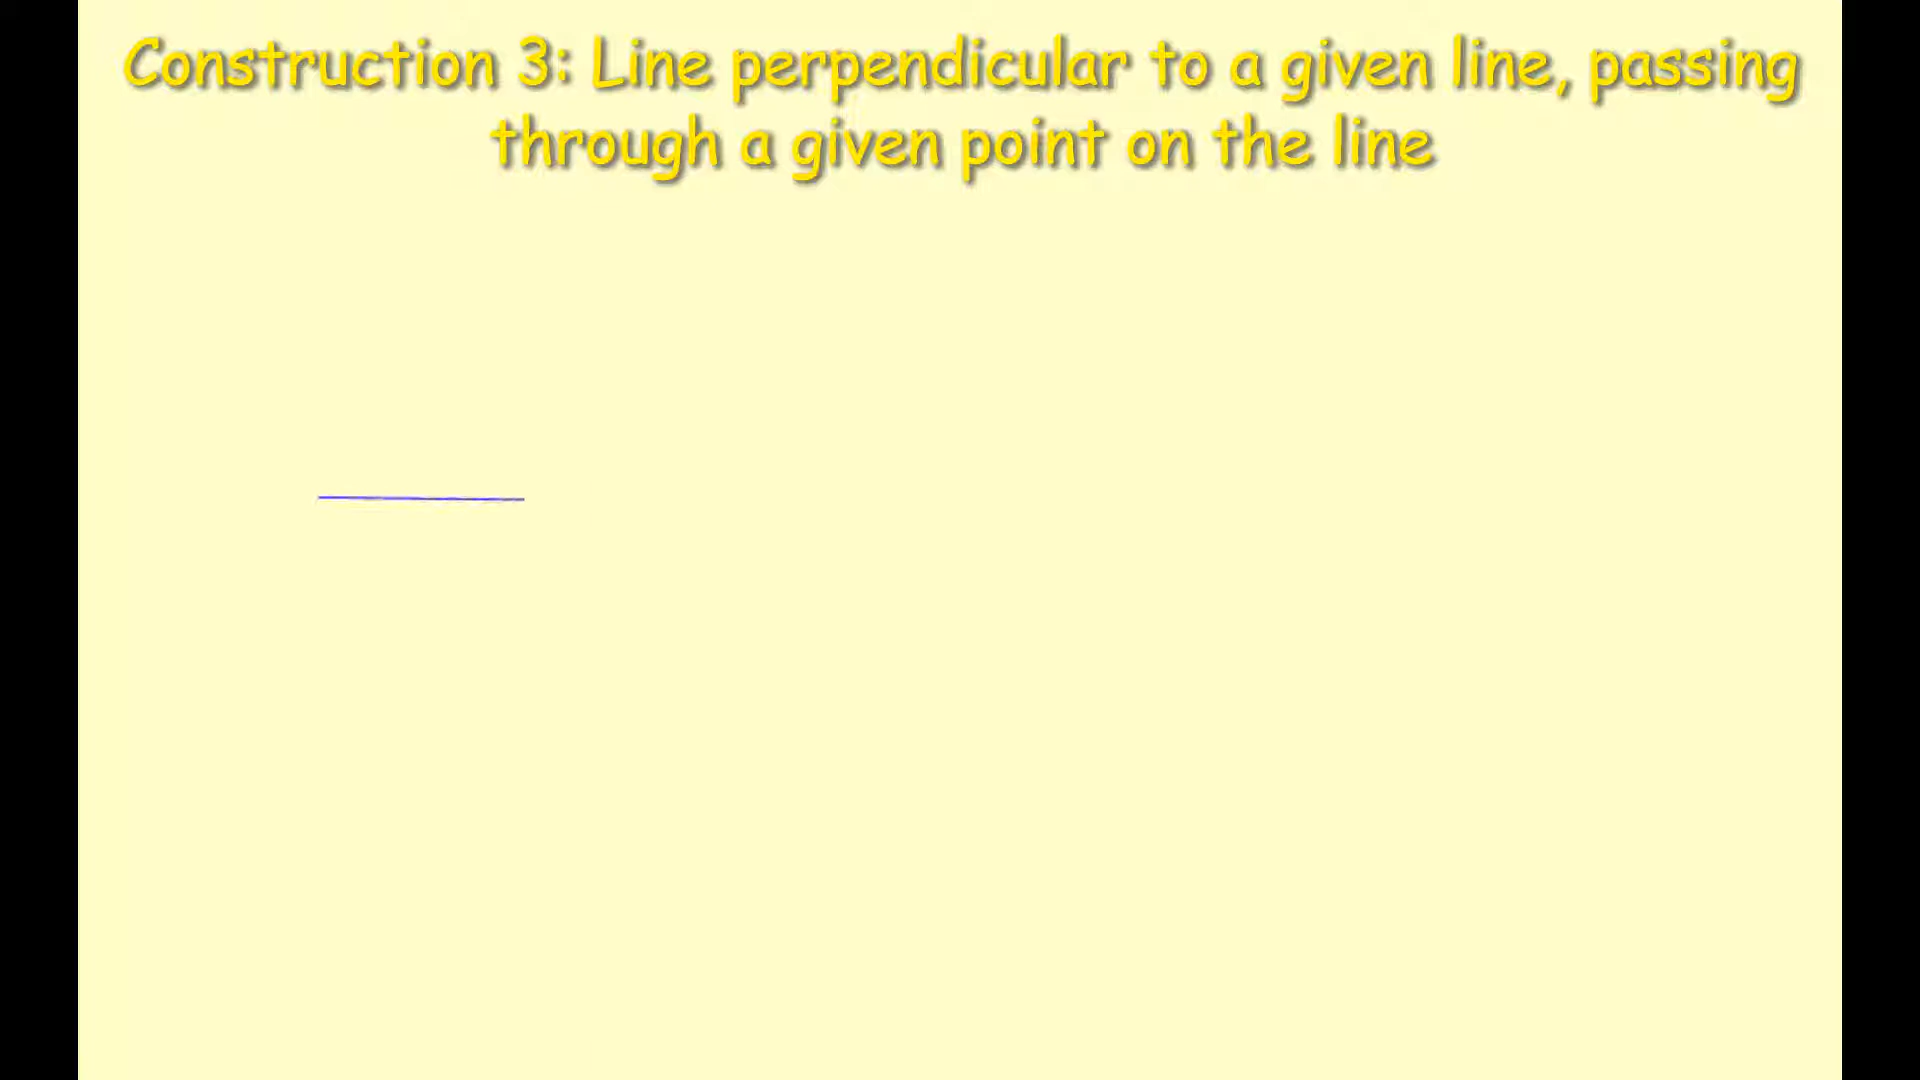 Construction 3: Line perpendicular to a given line, passing
through a given point on the line